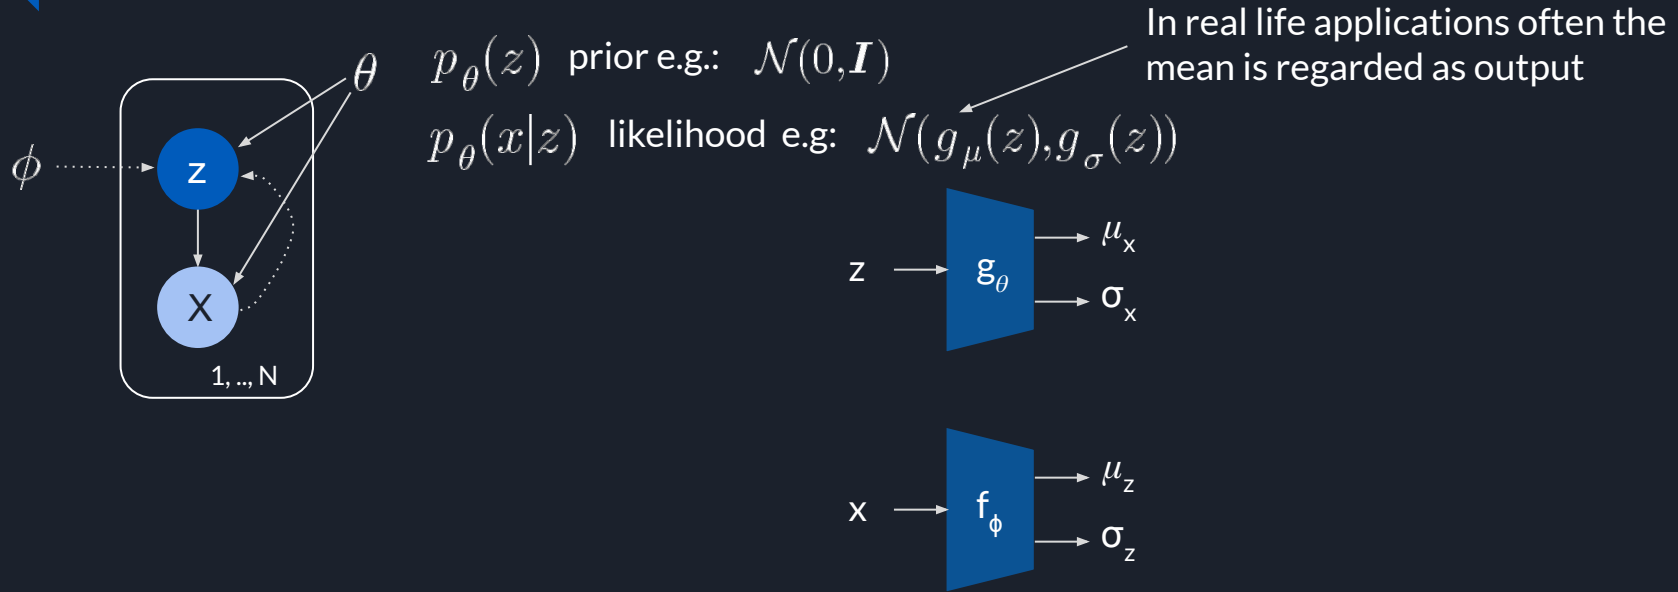 In real life applications often the
mean is regarded as output
θ
p_θ(z) prior e.g.: 𝒩(0,𝑰)
p_θ(x|z) likelihood e.g: 𝒩(g_μ(z),g_σ(z))
ϕ
z
X
1, .., N
z
g_θ
μ_x
σ_x
x
f_ϕ
μ_z
σ_z